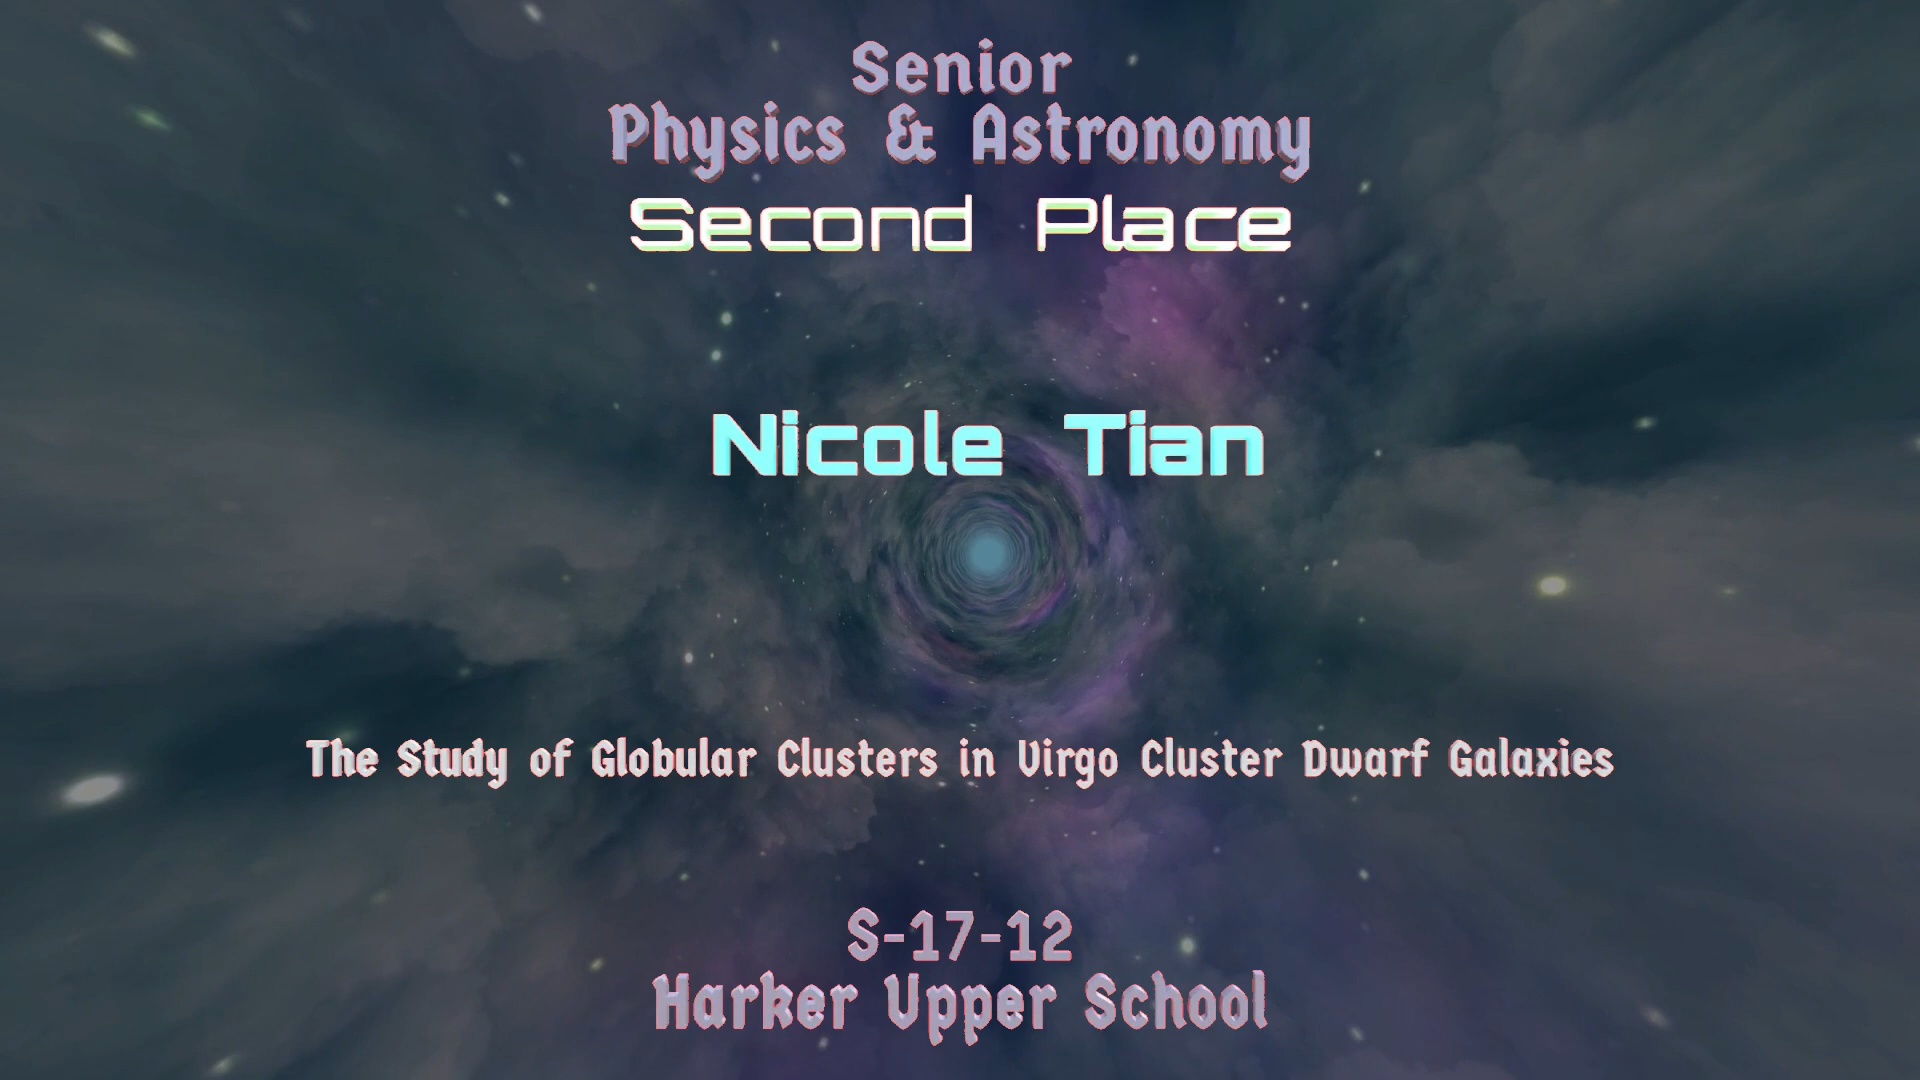 Senior
Physics & Astronomy
Second Place
Nicole Tian
The Study of Globular Clusters in Virgo Cluster Dwarf Galaxies
S-17-12
Harker Upper School